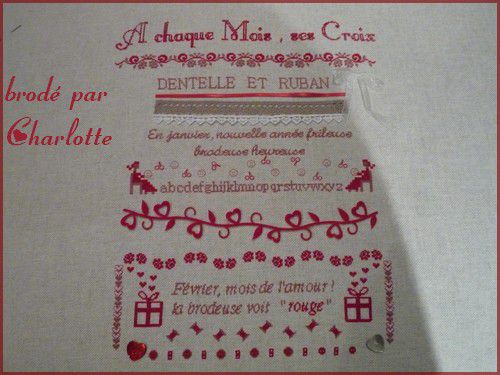 A chaque Mois, ses Croix
DENTELLE ET RUBAN
brodé par
Charlotte
En janvier, nouvelle année frileuse
brodeuse heureuse
abcdefghijklmnopqrstuvwxyz
Février, mois de l'amour !
la brodeuse voit "rouge"